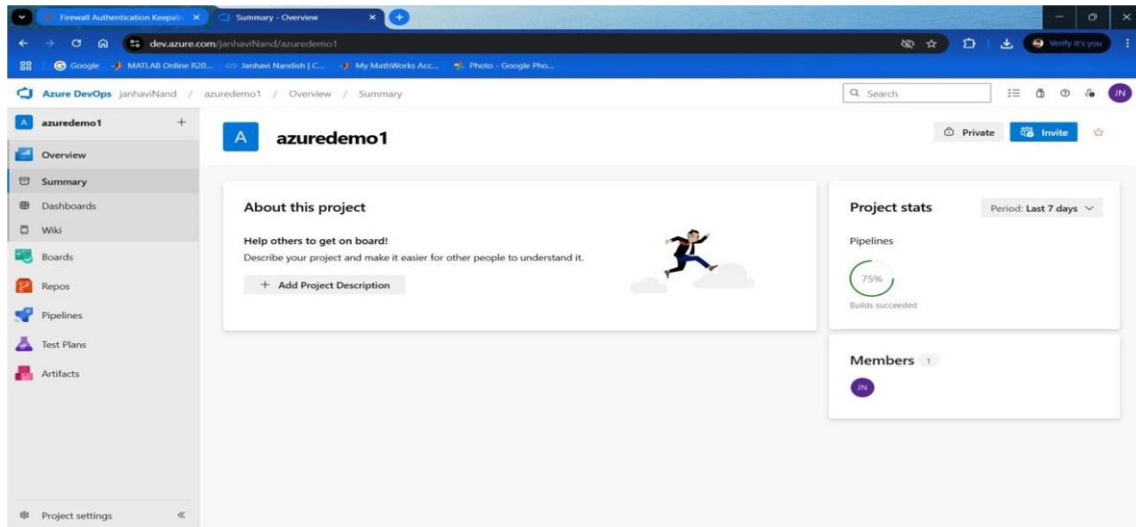 Firewall Authentication Keepali
Summary - Overview
dev.azure.com/janhaviNand/azuredemo1
Verify it's you
Google
MATLAB Online R20...
Janhavi Nandish | C...
My MathWorks Acc...
Photo - Google Pho...
Azure DevOps janhaviNand / azuredemo1 / Overview / Summary
Search
JN
A azuredemo1 +
A azuredemo1
Private
Invite
Overview
Summary
Dashboards
Wiki
Boards
Repos
Pipelines
Test Plans
Artifacts
Project settings
About this project
Help others to get on board!
Describe your project and make it easier for other people to understand it.
+ Add Project Description
Project stats
Period: Last 7 days
Pipelines
75%
Builds succeeded
Members 1
JN